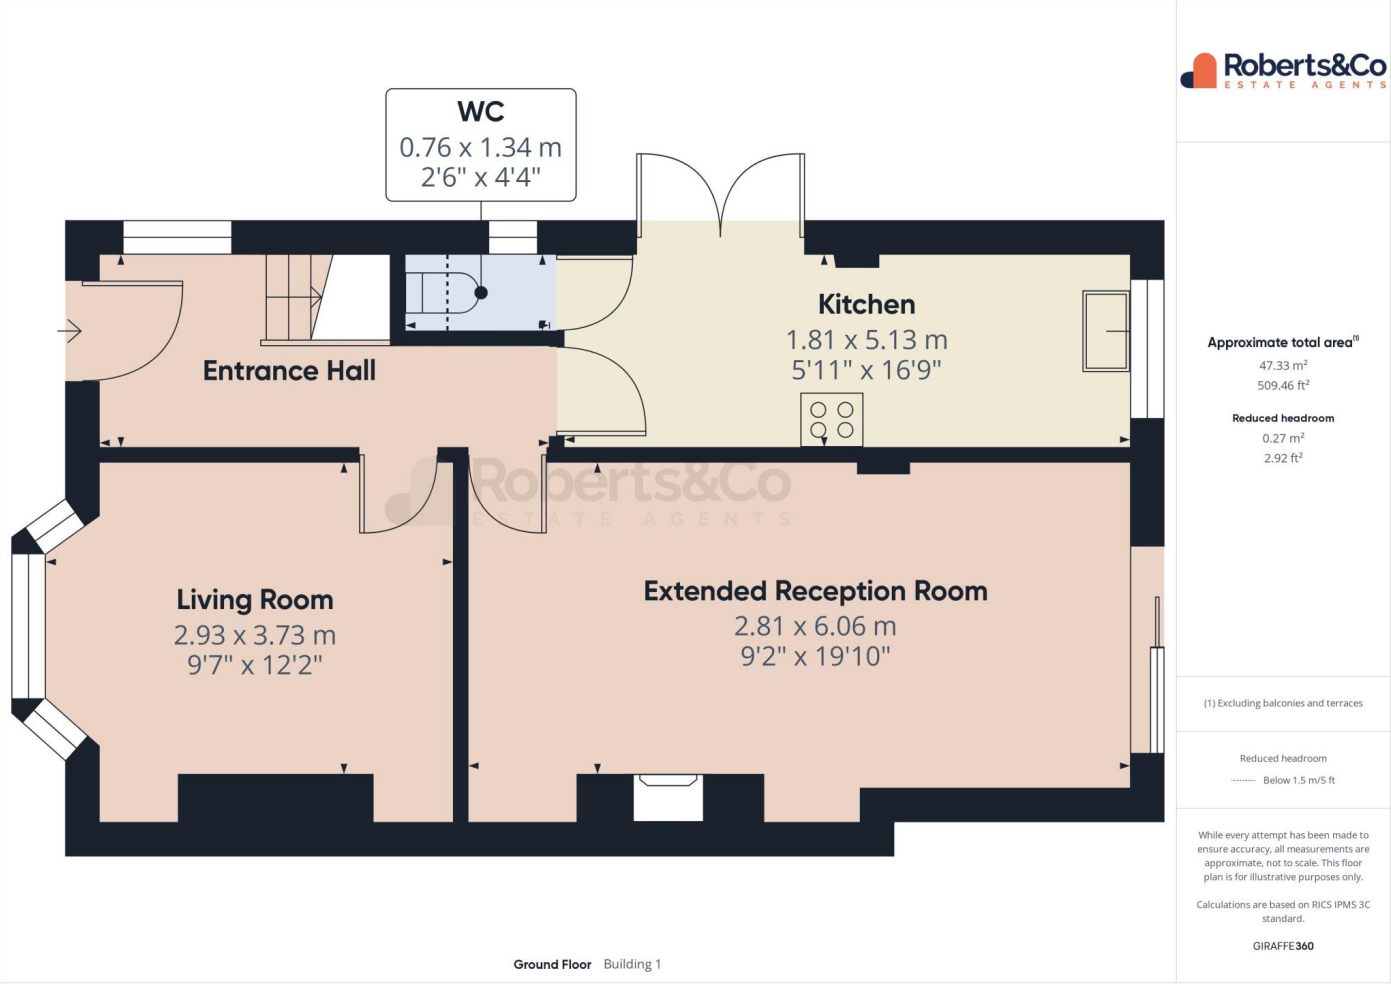 WC
0.76 x 1.34 m
2'6" x 4'4"
Kitchen
1.81 x 5.13 m
5'11" x 16'9"
Entrance Hall
Roberts&Co
ESTATE AGENTS
Living Room
2.93 x 3.73 m
9'7" x 12'2"
Extended Reception Room
2.81 x 6.06 m
9'2" x 19'10"
Ground Floor Building 1
Roberts&Co
ESTATE AGENTS
Approximate total area(1)
47.33 m²
509.46 ft²
Reduced headroom
0.27 m²
2.92 ft²
(1) Excluding balconies and terraces
Reduced headroom
Below 1.5 m/5 ft
While every attempt has been made to
ensure accuracy, all measurements are
approximate, not to scale. This floor
plan is for illustrative purposes only.
Calculations are based on RICS IPMS 3C
standard.
GIRAFFE360